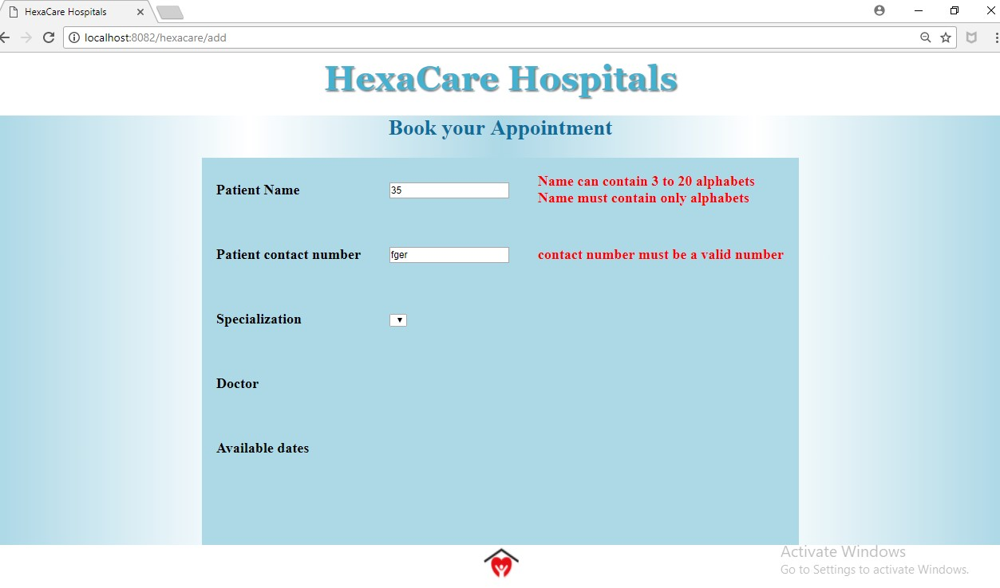 HexaCare Hospitals
localhost:8082/hexacare/add
HexaCare Hospitals
Book your Appointment
Patient Name
35
Name can contain 3 to 20 alphabets
Name must contain only alphabets
Patient contact number
fger
contact number must be a valid number
Specialization
Doctor
Available dates
Activate Windows
Go to Settings to activate Windows.